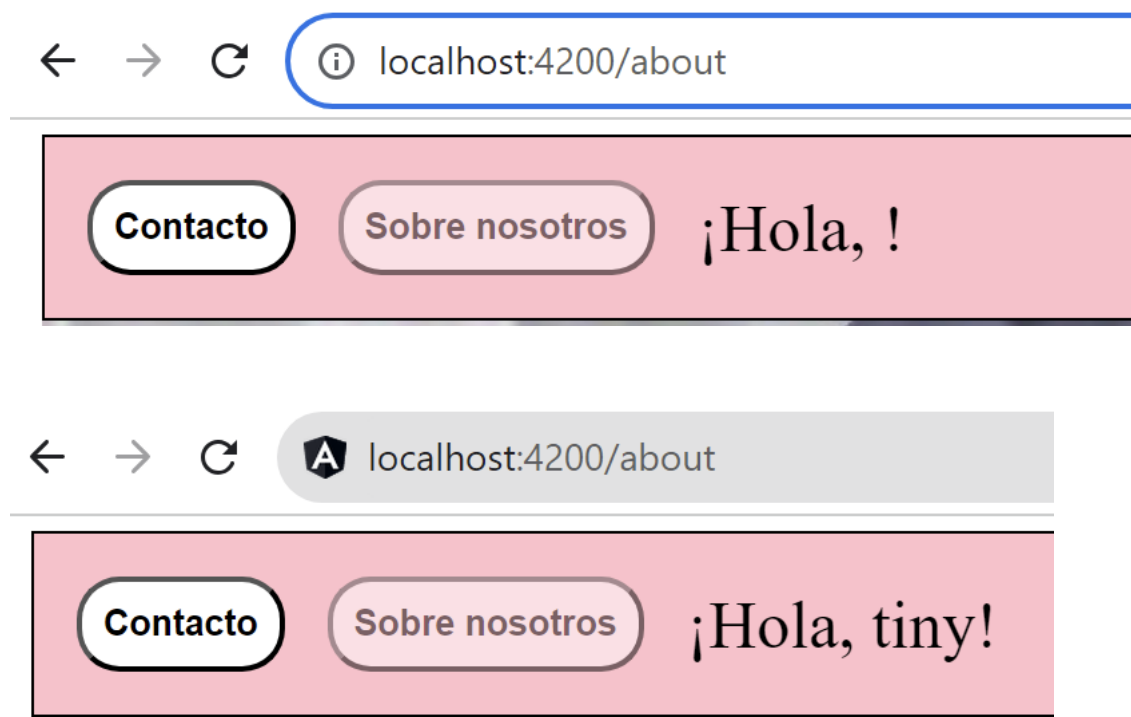 localhost:4200/about
Contacto Sobre nosotros ¡Hola, !
localhost:4200/about
Contacto Sobre nosotros ¡Hola, tiny!